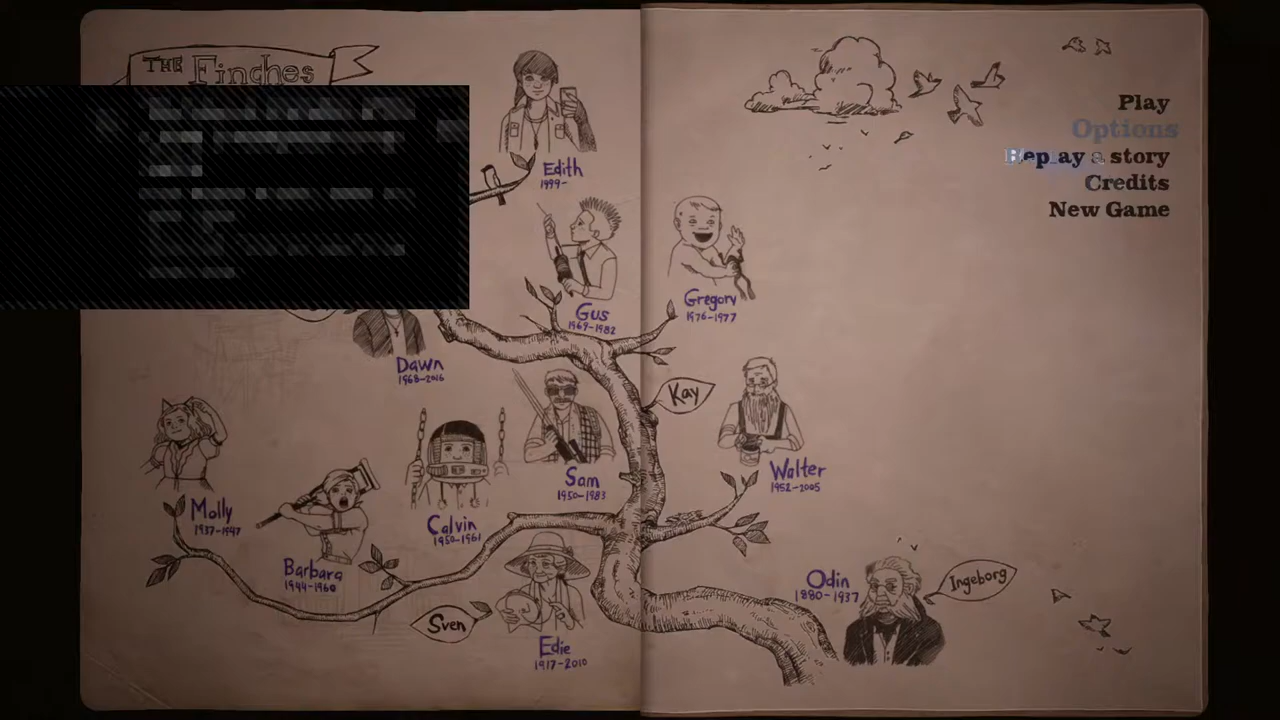 THE Finches
Edith
1999-
Gus
1969-1982
Gregory
1976-1977
Dawn
1968-2016
Kay
Sam
1950-1983
Walter
1952-2005
Molly
1937-1947
Calvin
1950-1961
Barbara
1944-1960
Sven
Edie
1917-2010
Odin
1880-1937
Ingeborg
Play
Options
Replay a story
Credits
New Game